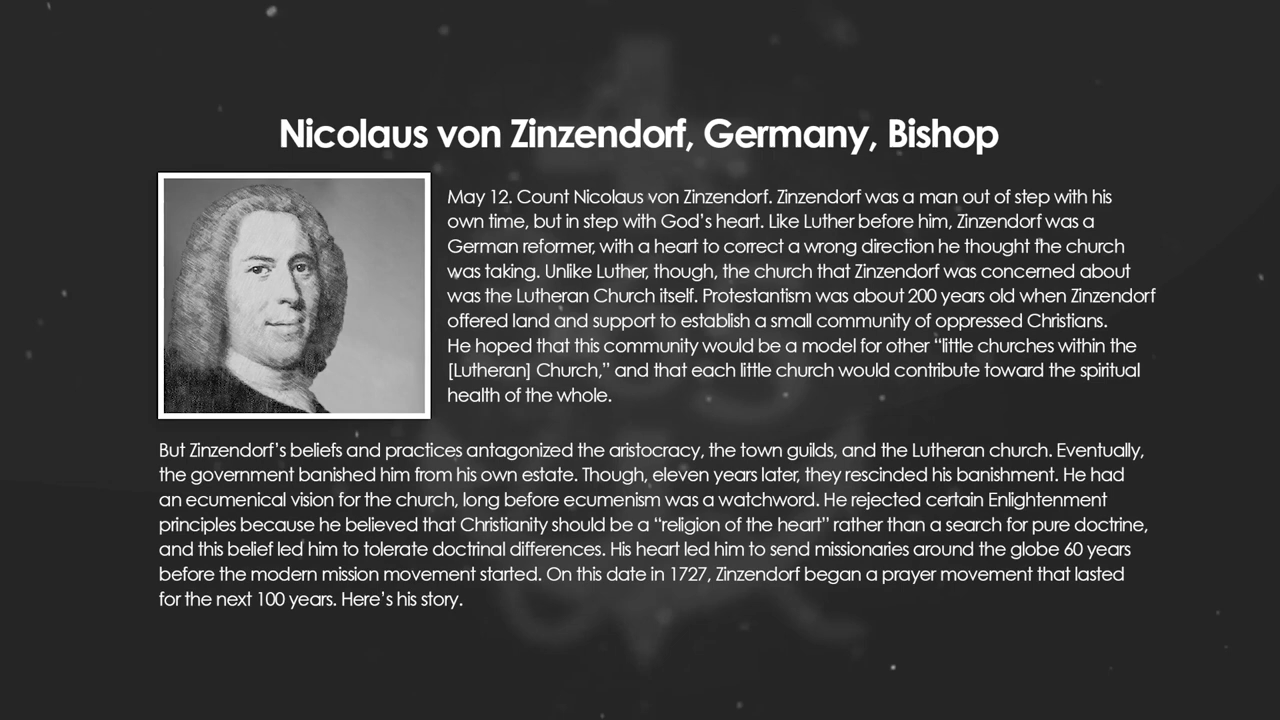 Nicolaus von Zinzendorf, Germany, Bishop
May 12. Count Nicolaus von Zinzendorf. Zinzendorf was a man out of step with his
own time, but in step with God’s heart. Like Luther before him, Zinzendorf was a
German reformer, with a heart to correct a wrong direction he thought the church
was taking. Unlike Luther, though, the church that Zinzendorf was concerned about
was the Lutheran Church itself. Protestantism was about 200 years old when Zinzendorf
offered land and support to establish a small community of oppressed Christians.
He hoped that this community would be a model for other “little churches within the
[Lutheran] Church,” and that each little church would contribute toward the spiritual
health of the whole.
But Zinzendorf’s beliefs and practices antagonized the aristocracy, the town guilds, and the Lutheran church. Eventually,
the government banished him from his own estate. Though, eleven years later, they rescinded his banishment. He had
an ecumenical vision for the church, long before ecumenism was a watchword. He rejected certain Enlightenment
principles because he believed that Christianity should be a “religion of the heart” rather than a search for pure doctrine,
and this belief led him to tolerate doctrinal differences. His heart led him to send missionaries around the globe 60 years
before the modern mission movement started. On this date in 1727, Zinzendorf began a prayer movement that lasted
for the next 100 years. Here’s his story.